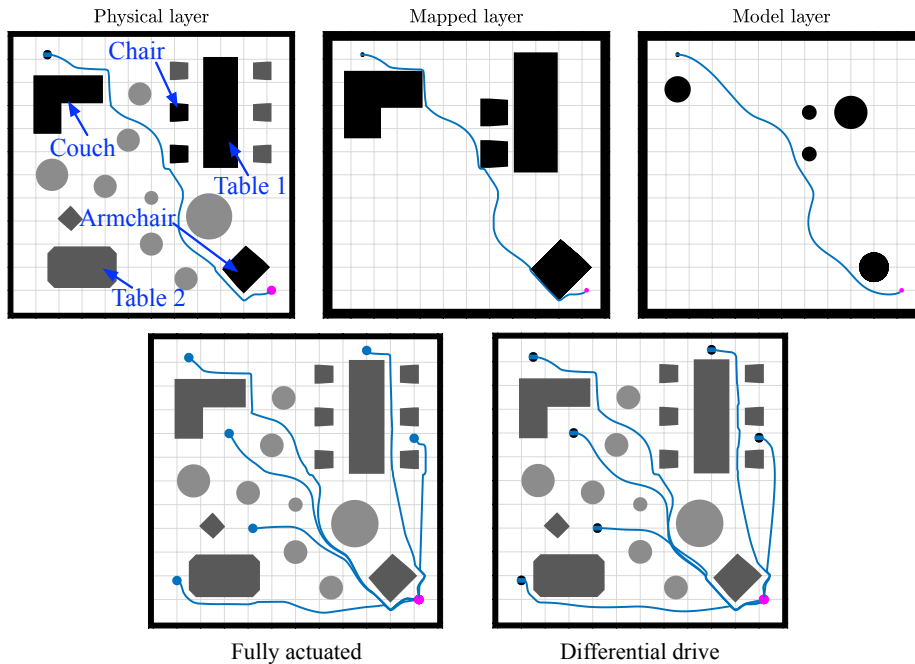 Physical layer
Mapped layer
Model layer
Chair
Couch
Table 1
Armchair
Table 2
Fully actuated
Differential drive